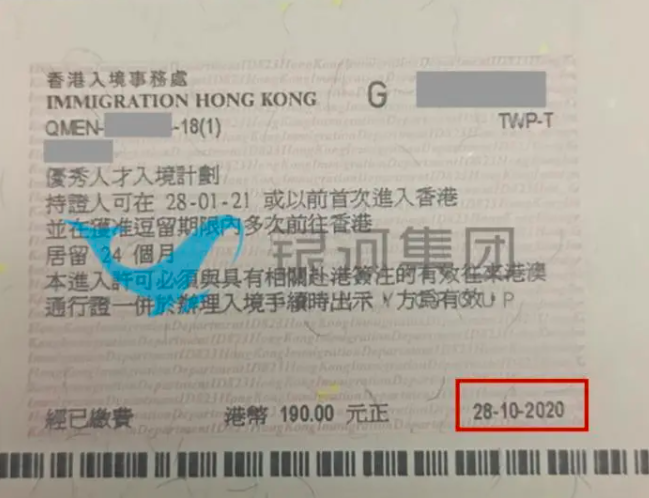 香港入境事務處
IMMIGRATION HONG KONG
G
QMEN-
-18(1)
TWP-T
優秀人才入境計劃
持證人可在 28-01-21 或以前首次進入香港
並在獲准逗留期限內多次前往香港
居留 24 個月
银河集团
本進入許可必須與具有相關赴港簽注的有效往來港澳
通行證一併於辦理入境手續時出示，方為有效。
經已繳費 港幣 190.00 元正 28-10-2020